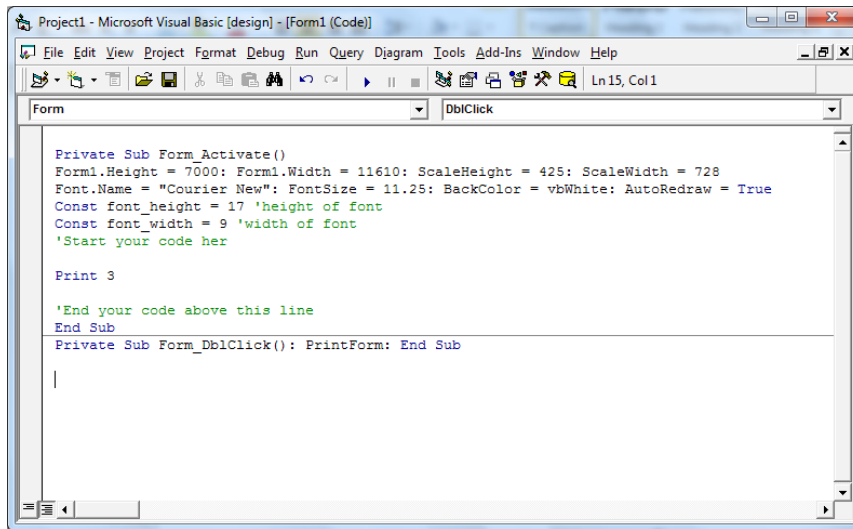 Project1 - Microsoft Visual Basic [design] - [Form1 (Code)]
File Edit View Project Format Debug Run Query Diagram Tools Add-Ins Window Help
Ln 15, Col 1
Form DblClick
Private Sub Form_Activate()
Form1.Height = 7000: Form1.Width = 11610: ScaleHeight = 425: ScaleWidth = 728
Font.Name = "Courier New": FontSize = 11.25: BackColor = vbWhite: AutoRedraw = True
Const font_height = 17 'height of font
Const font_width = 9 'width of font
'Start your code her
Print 3
'End your code above this line
End Sub
Private Sub Form_DblClick(): PrintForm: End Sub